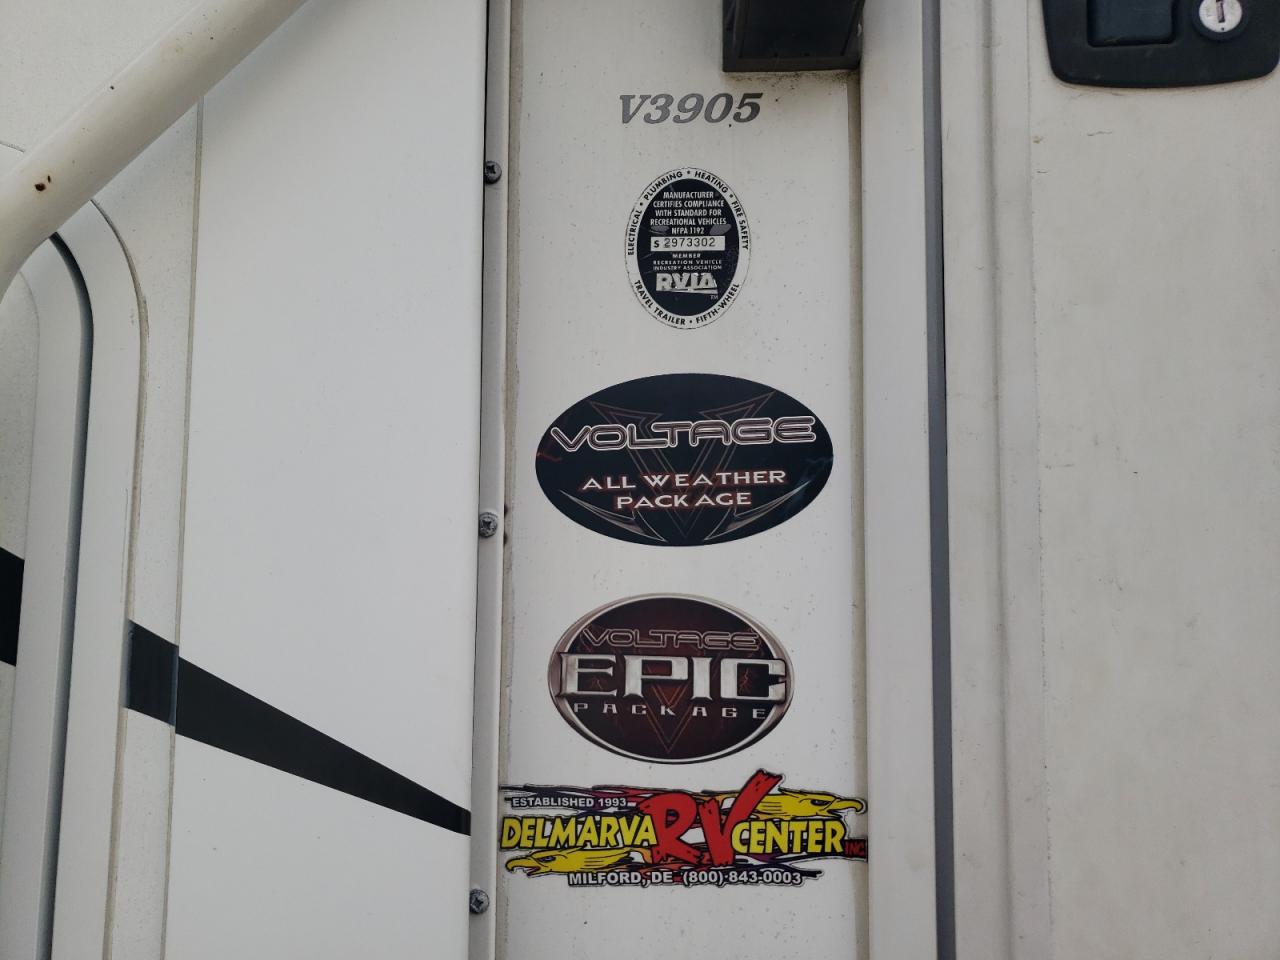 V3905
ELECTRICAL • PLUMBING • HEATING • FIRE SAFETY
MANUFACTURER
CERTIFIES COMPLIANCE
WITH STANDARD FOR
RECREATIONAL VEHICLES
NFPA 1192
S 2973302
MEMBER
RECREATION VEHICLE
INDUSTRY ASSOCIATION
RVIA
TM
TRAVEL TRAILER • FIFTH-WHEEL
VOLTAGE
ALL WEATHER
PACKAGE
VOLTAGE
EPIC
PACKAGE
ESTABLISHED 1993
DELMARVA RV CENTER INC
MILFORD, DE (800) 843-0003